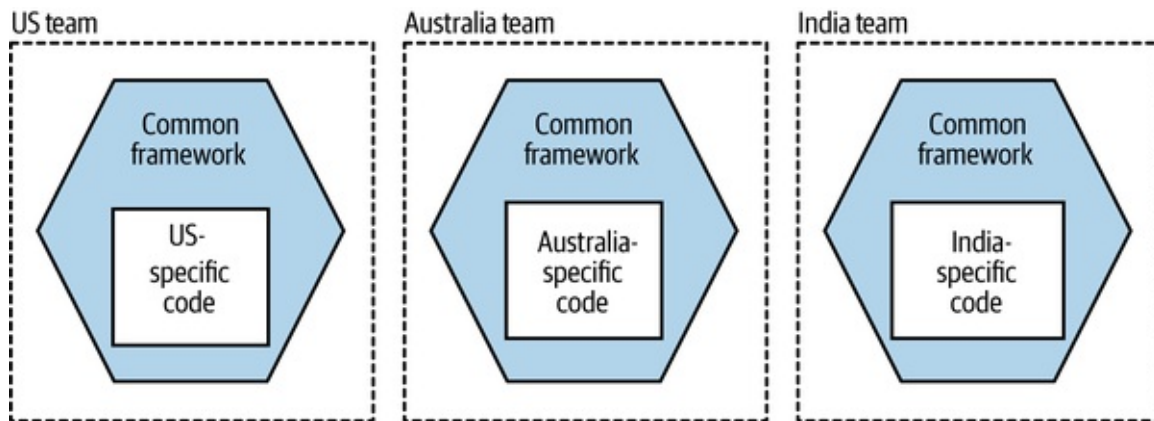 US team
Australia team
India team
Common
framework
US-
specific
code
Common
framework
Australia-
specific
code
Common
framework
India-
specific
code